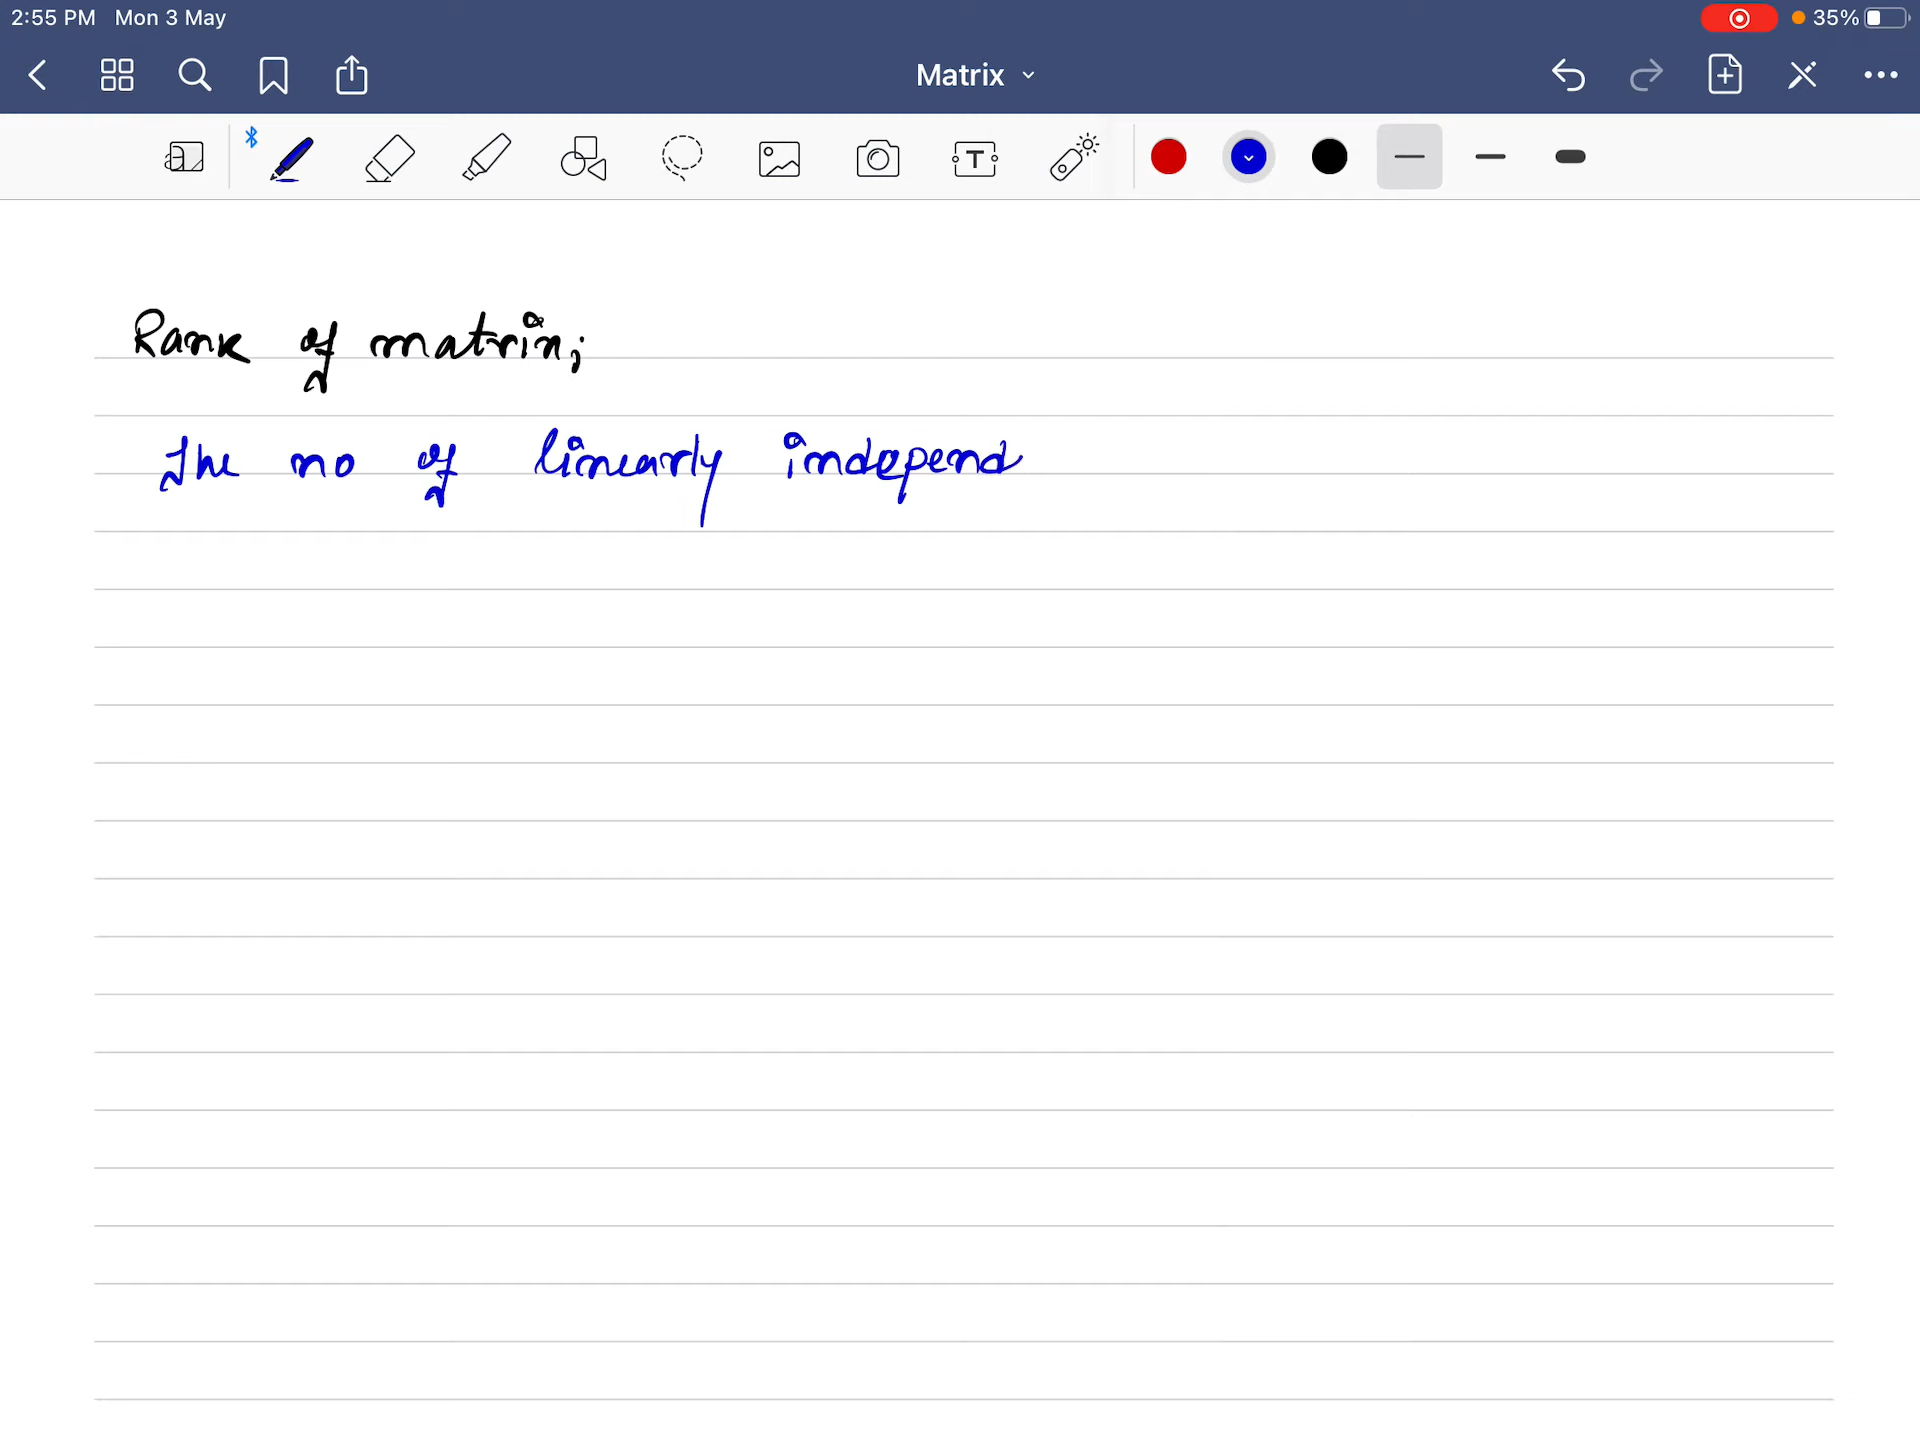 2:55 PM Mon 3 May 35%
Matrix
Rank of matrix;
The no of linearly independ